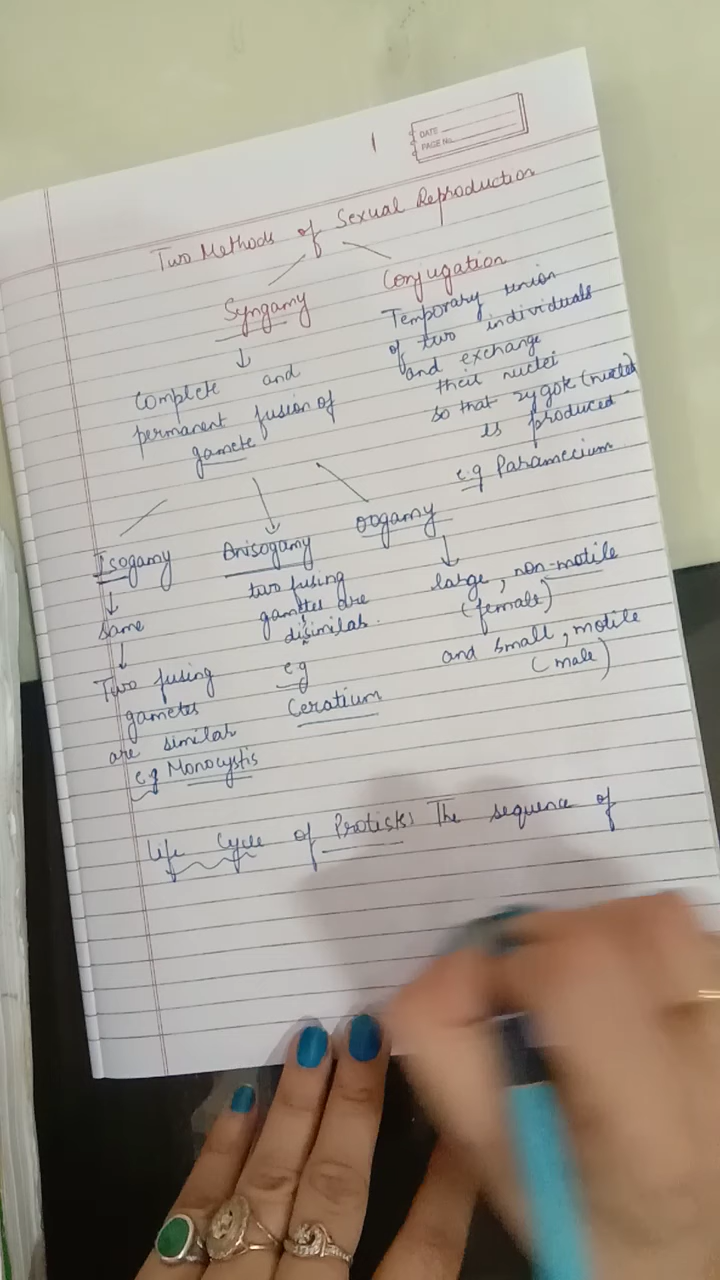 1
DATE
PAGE No.
Two Methods of Sexual Reproduction
Syngamy
Complete and
permanent fusion of
gamete
Conjugation
Temporary union
of two individuals
and exchange
their nuclei
so that zygote (nucleus
is produced
e.g Paramecium
Isogamy
same
Two fusing
gametes
are similar
e.g Monocystis
Anisogamy
two fusing
gametes are
disimilar.
eg
Ceratium
oogamy
large, non-motile
(female)
and small, motile
(male)
Life Cycle of Protists: The sequence of